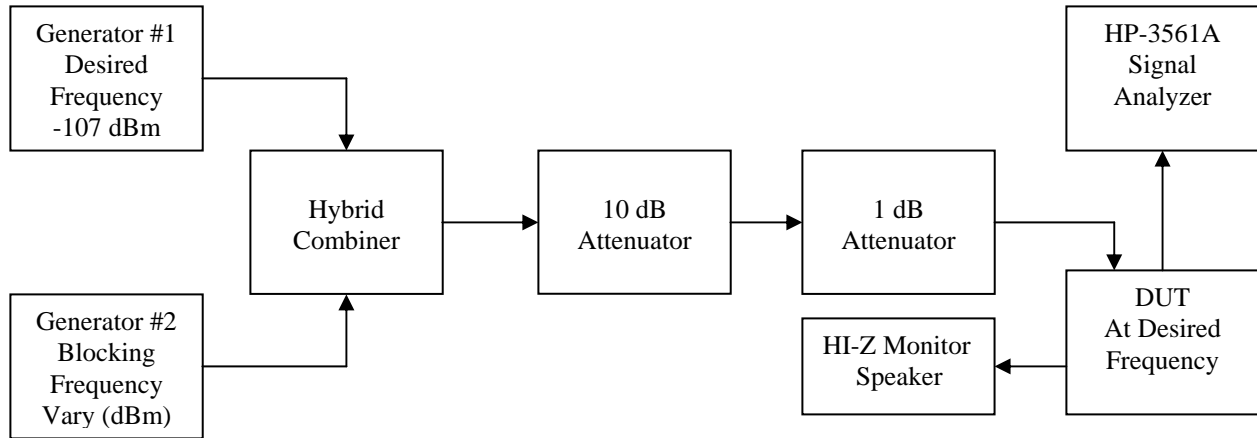 Generator #1
Desired
Frequency
-107 dBm
HP-3561A
Signal
Analyzer
Hybrid
Combiner
10 dB
Attenuator
1 dB
Attenuator
Generator #2
Blocking
Frequency
Vary (dBm)
HI-Z Monitor
Speaker
DUT
At Desired
Frequency